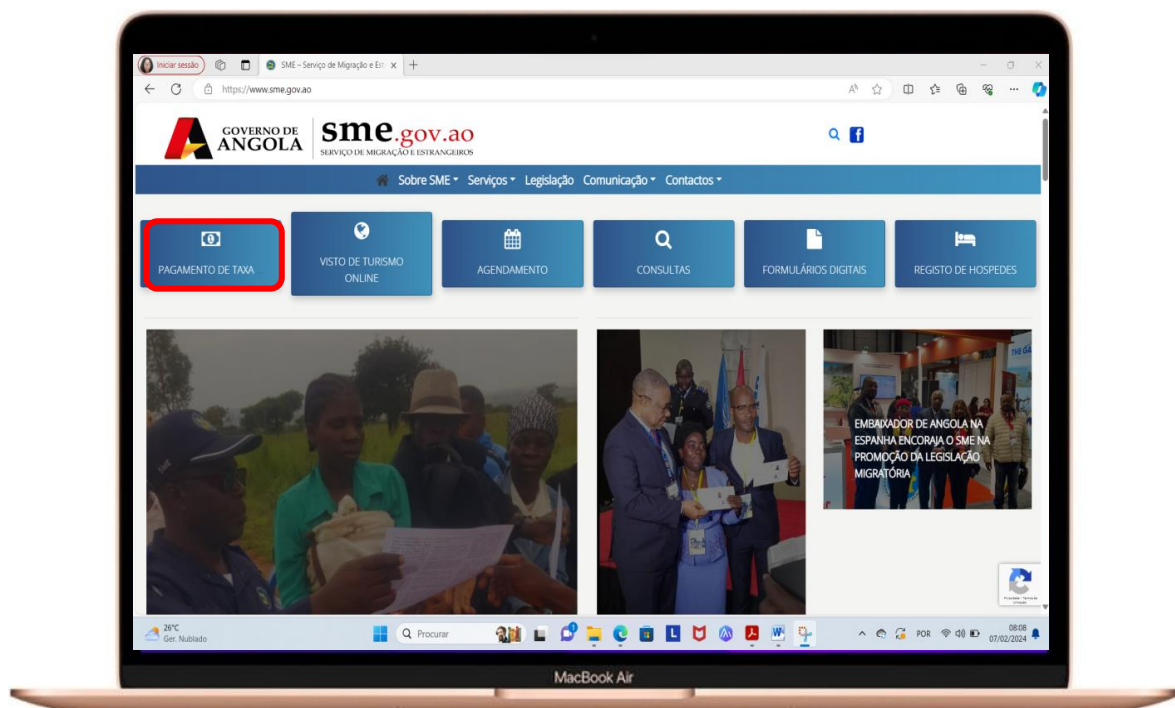 Iniciar sessão
SME – Serviço de Migração e Est
https://www.sme.gov.ao
GOVERNO DE
ANGOLA
sme.gov.ao
SERVIÇO DE MIGRAÇÃO E ESTRANGEIROS
Sobre SME Serviços Legislação Comunicação Contactos
PAGAMENTO DE TAXA
VISTO DE TURISMO
ONLINE
AGENDAMENTO
CONSULTAS
FORMULÁRIOS DIGITAIS
REGISTO DE HOSPEDES
EMBAIXADOR DE ANGOLA NA
ESPANHA ENCORAJA O SME NA
PROMOÇÃO DA LEGISLAÇÃO
MIGRATÓRIA
26°C
Ger. Nublado
Procurar
POR
08:08
07/02/2024
MacBook Air